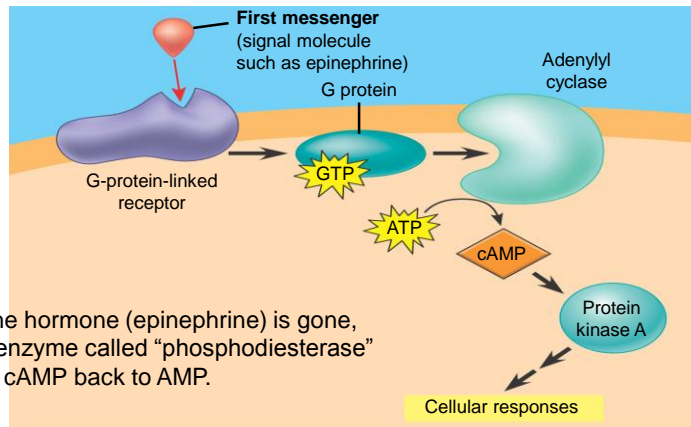 First messenger
(signal molecule
such as epinephrine)
G protein
Adenylyl
cyclase
G-protein-linked
receptor
GTP
ATP
cAMP
Protein
kinase A
hormone (epinephrine) is gone,
enzyme called “phosphodiesterase”
cAMP back to AMP.
Cellular responses